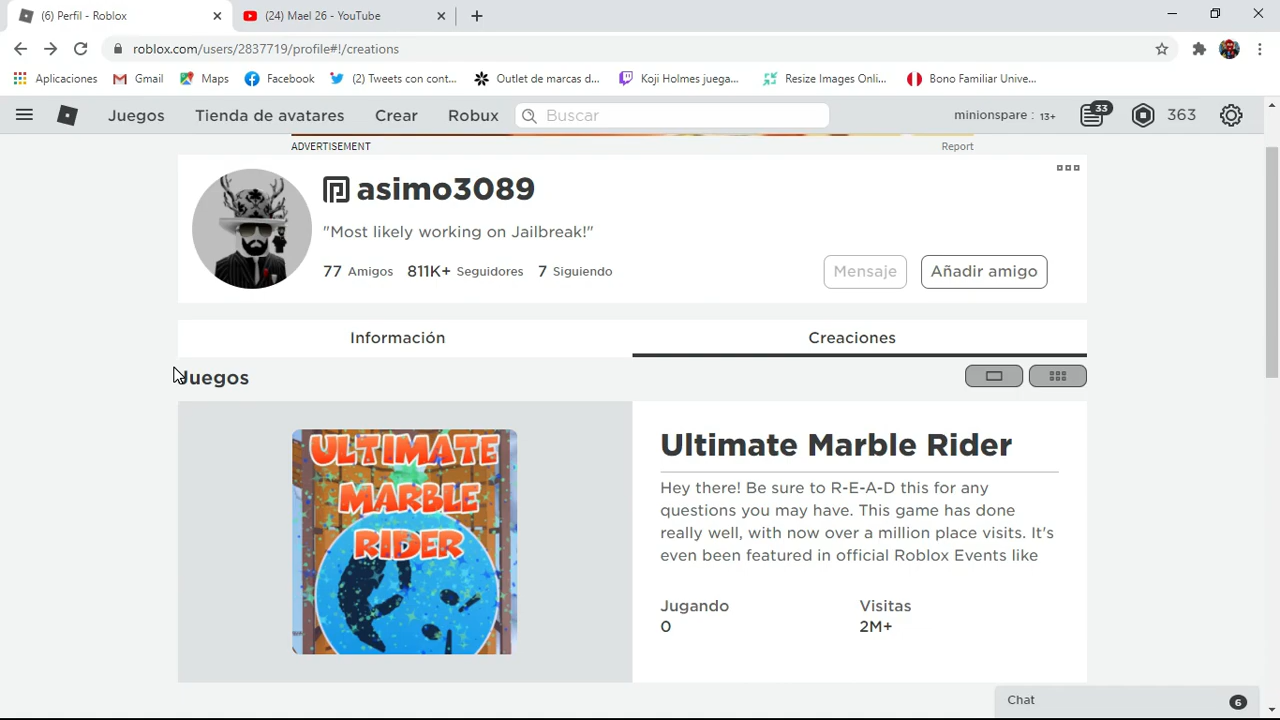 (6) Perfil - Roblox
(24) Mael 26 - YouTube
roblox.com/users/2837719/profile#!/creations
Aplicaciones
Gmail
Maps
Facebook
(2) Tweets con cont...
Outlet de marcas d...
Koji Holmes juega...
Resize Images Onli...
Bono Familiar Unive...
Juegos
Tienda de avatares
Crear
Robux
Buscar
minionspare : 13+
33
363
ADVERTISEMENT
Report
asimo3089
"Most likely working on Jailbreak!"
77 Amigos 811K+ Seguidores 7 Siguiendo
Mensaje
Añadir amigo
Información
Creaciones
Juegos
ULTIMATE
MARBLE
RIDER
Ultimate Marble Rider
Hey there! Be sure to R-E-A-D this for any
questions you may have. This game has done
really well, with now over a million place visits. It's
even been featured in official Roblox Events like
Jugando
0
Visitas
2M+
Chat
6